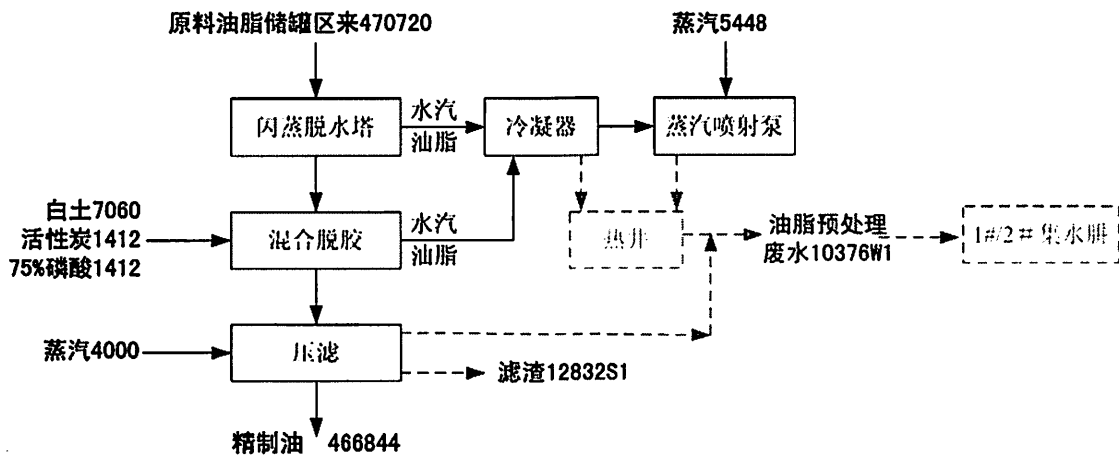 原料油脂储罐区来470720
蒸汽5448
闪蒸脱水塔
水汽
油脂
冷凝器
蒸汽喷射泵
白土7060
活性炭1412
75%磷酸1412
混合脱胶
水汽
油脂
热井
油脂预处理
废水10376W1
1#/2#集水池
蒸汽4000
压滤
滤渣12832S1
精制油 466844